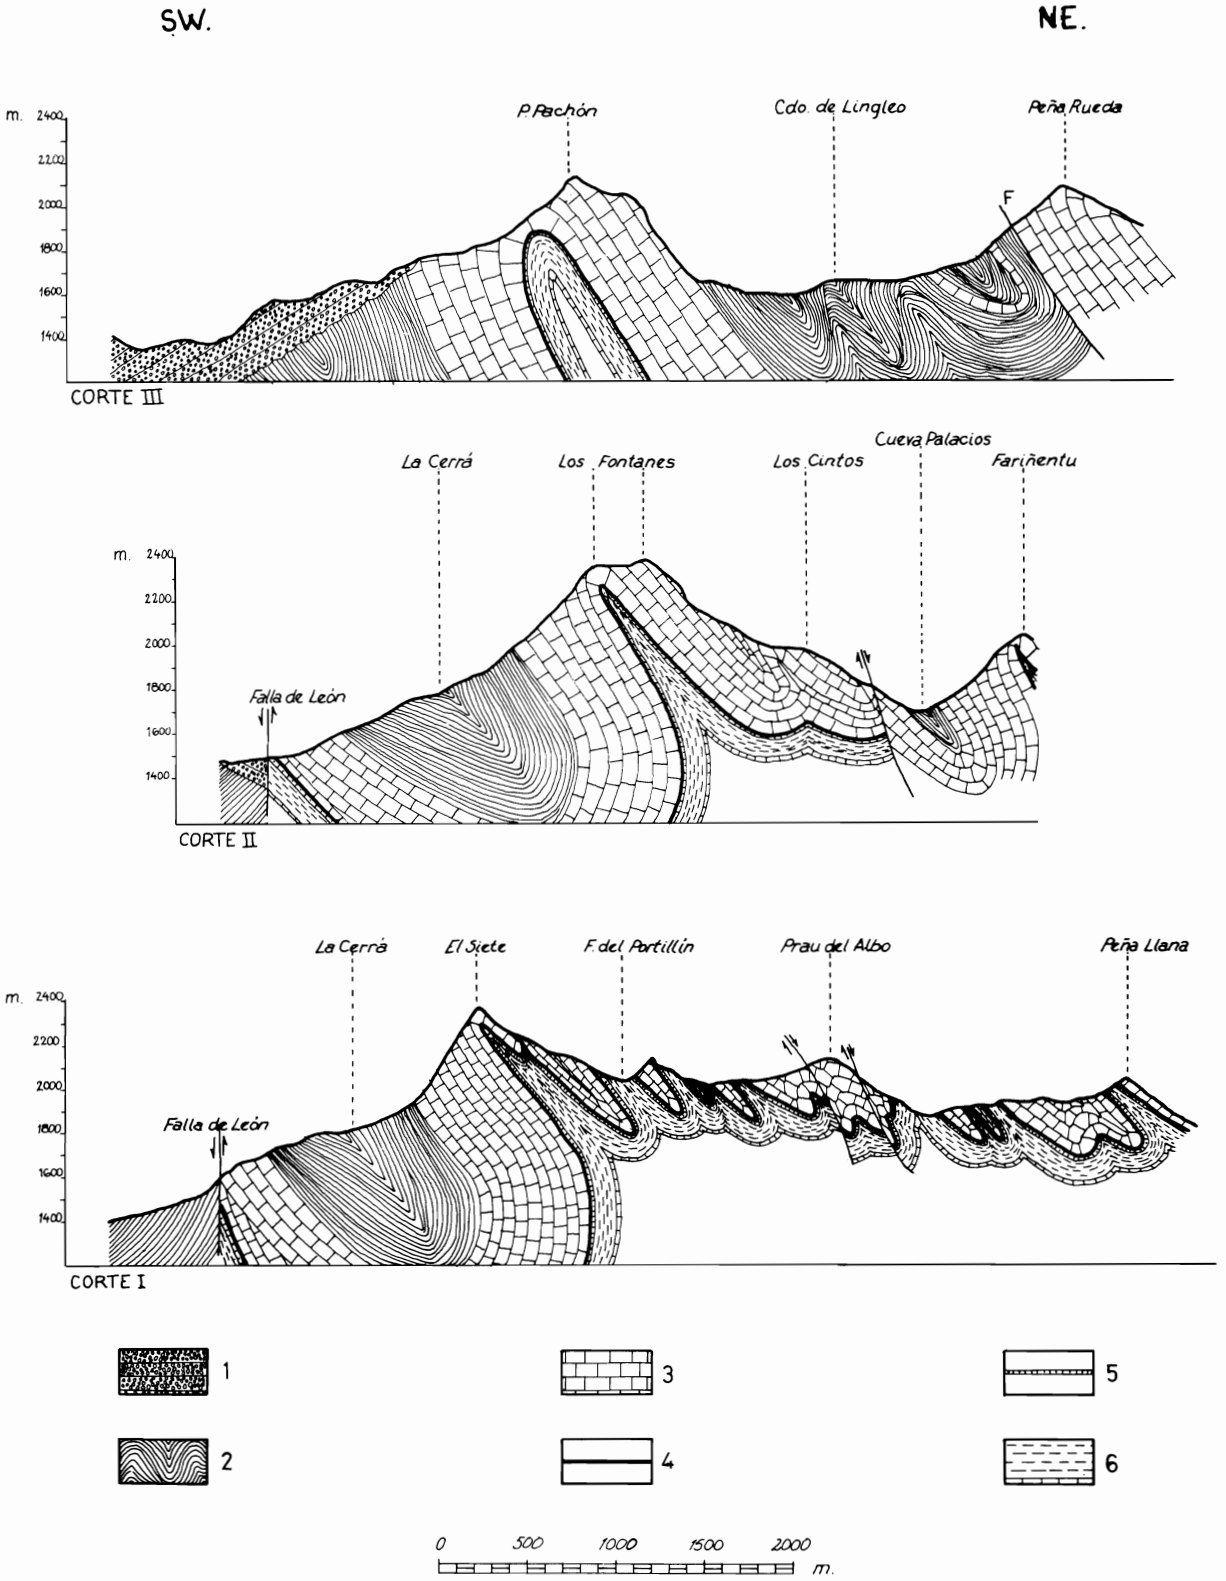 SW. NE.
P. Pachón Cdo. de Lingleo Peña Rueda
m. 2400
2200
2000
1800
1600
1400
F
CORTE III
Cueva Palacios
La Cerrá Los Fontanes Los Cintos Fariñentu
m. 2400
2200
2000
1800
1600
1400
Falla de León
CORTE II
La Cerrá El Siete F. del Portillín Prau del Albo Peña Llana
m. 2400
2200
2000
1800
1600
1400
Falla de León
CORTE I
1 3 5
2 4 6
0 500 1000 1500 2000
m.